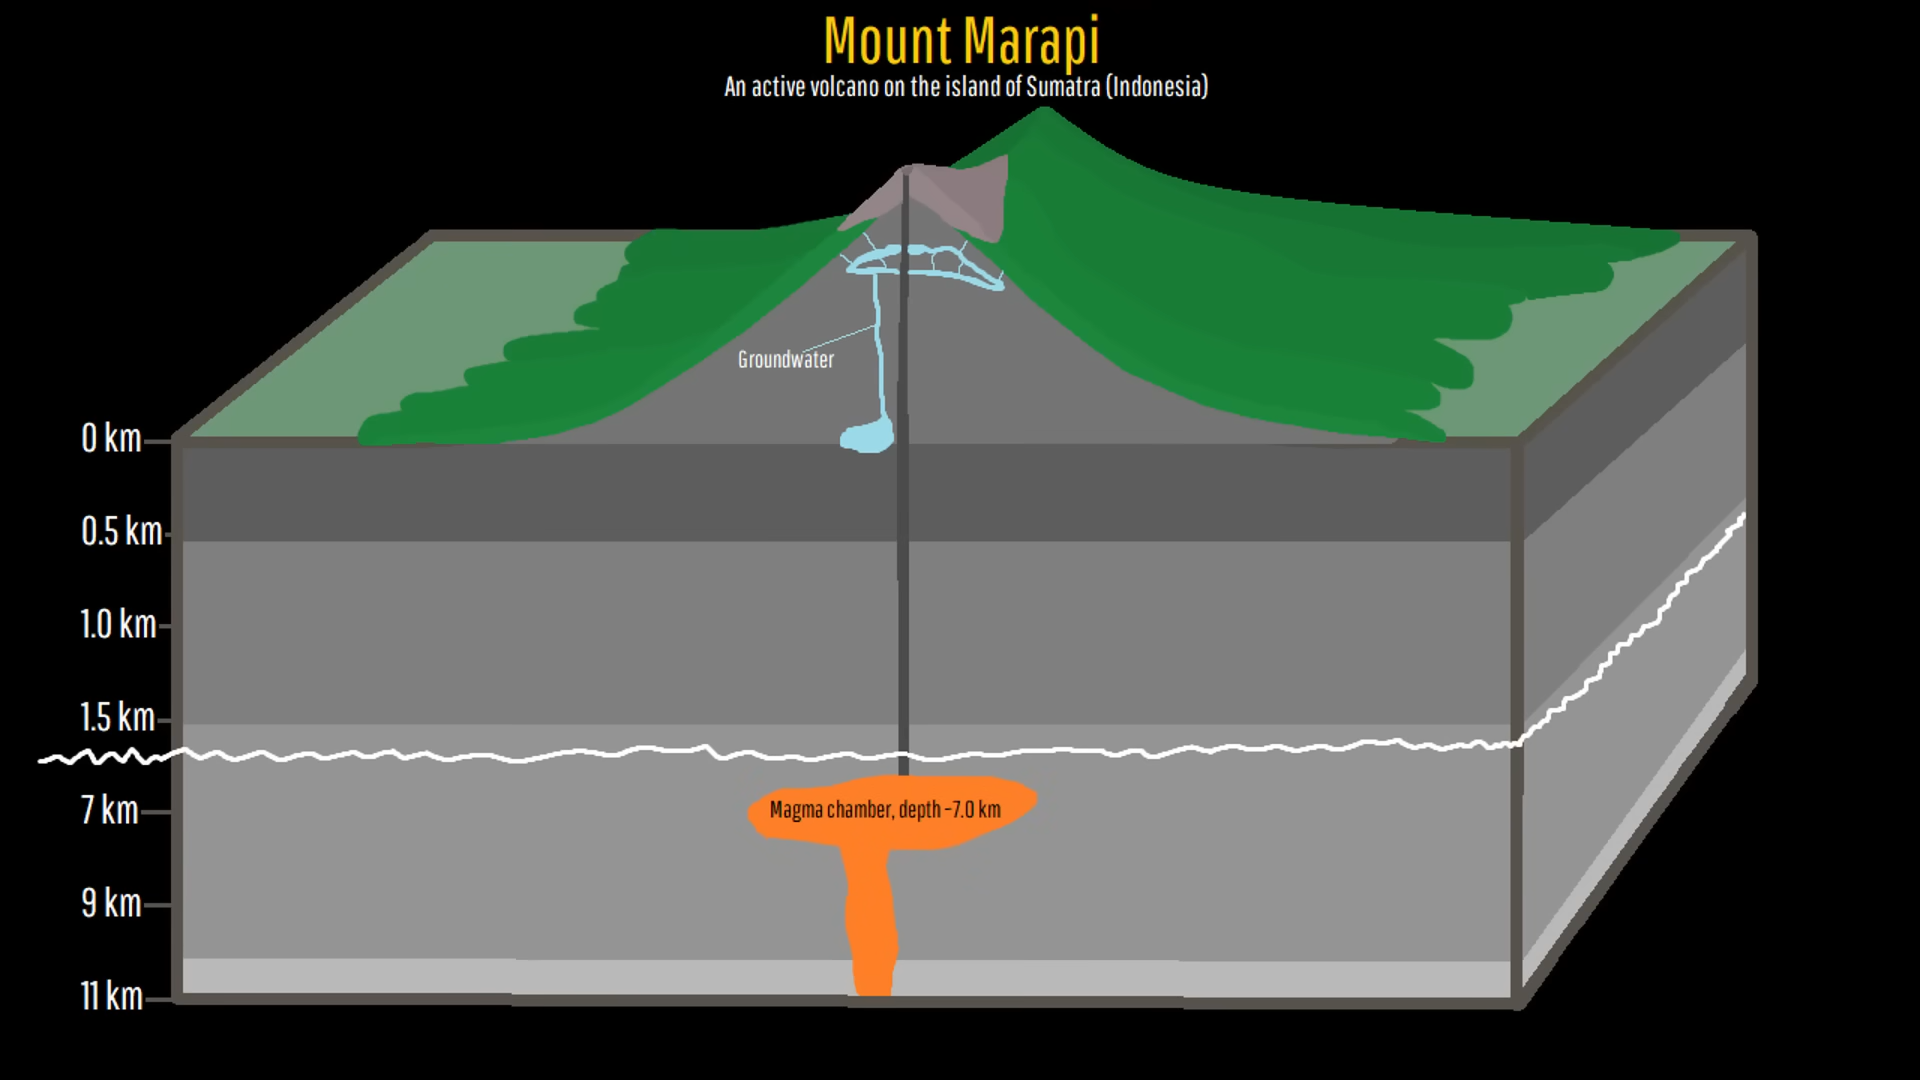 Mount Marapi
An active volcano on the island of Sumatra (Indonesia)
Groundwater
0 km
0.5 km
1.0 km
1.5 km
7 km
Magma chamber, depth ~7.0 km
9 km
11 km